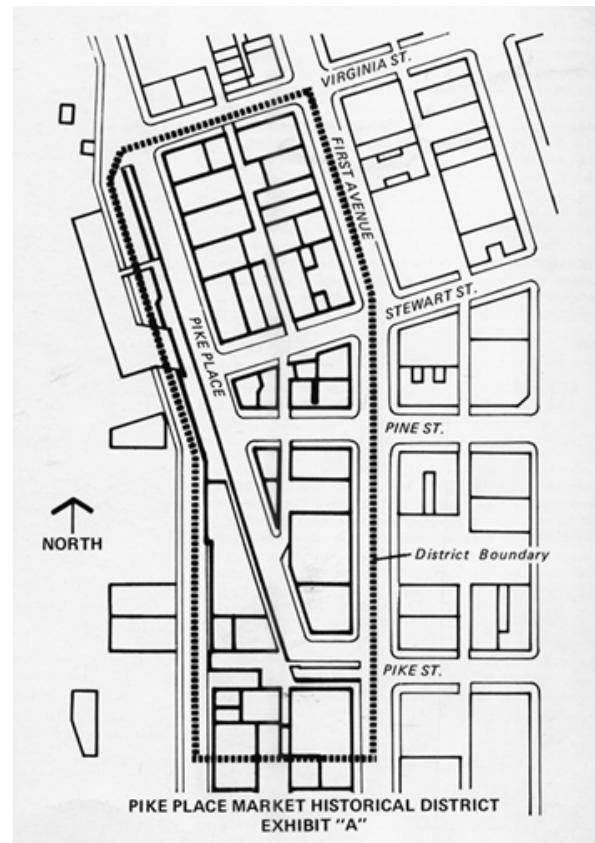 VIRGINIA ST.
FIRST AVENUE
STEWART ST.
PIKE PLACE
PINE ST.
NORTH
District Boundary
PIKE ST.
PIKE PLACE MARKET HISTORICAL DISTRICT
EXHIBIT "A"